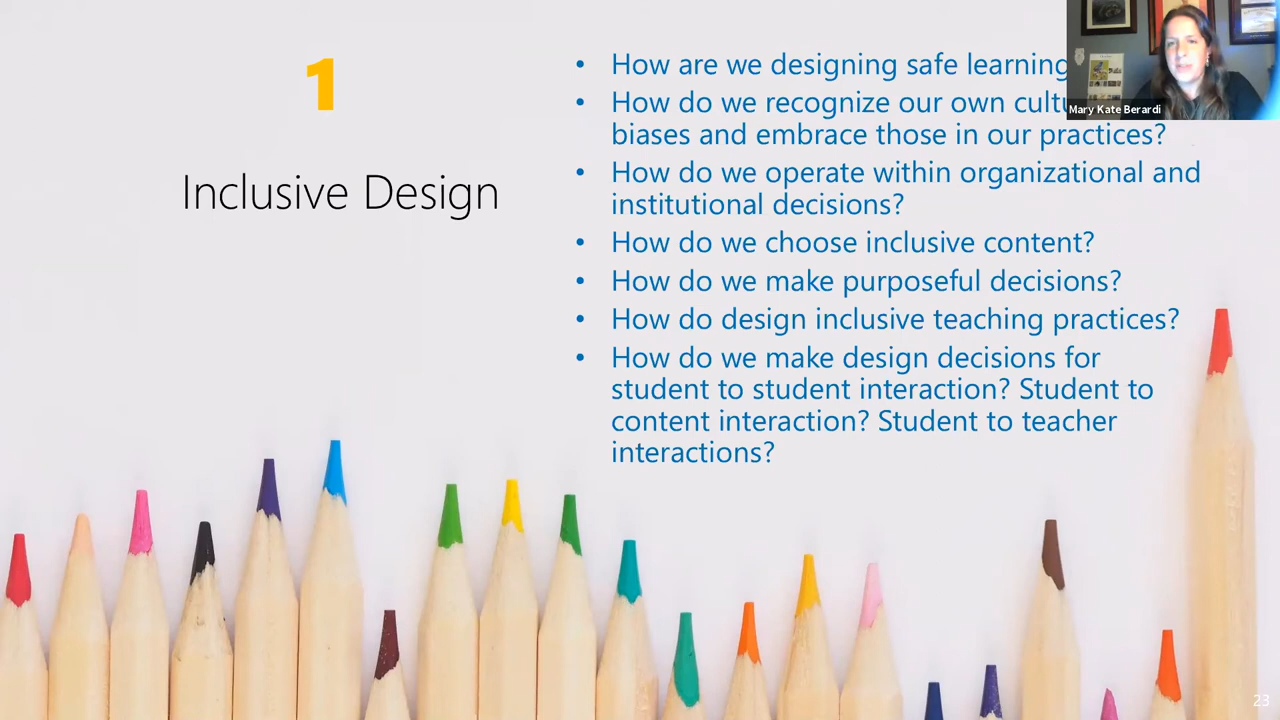 1
Inclusive Design
• How are we designing safe learning
• How do we recognize our own
biases and embrace those in our practices?
• How do we operate within organizational and
institutional decisions?
• How do we choose inclusive content?
• How do we make purposeful decisions?
• How do design inclusive teaching practices?
• How do we make design decisions for
student to student interaction? Student to
content interaction? Student to teacher
interactions?
Mary Kate Berardi
23